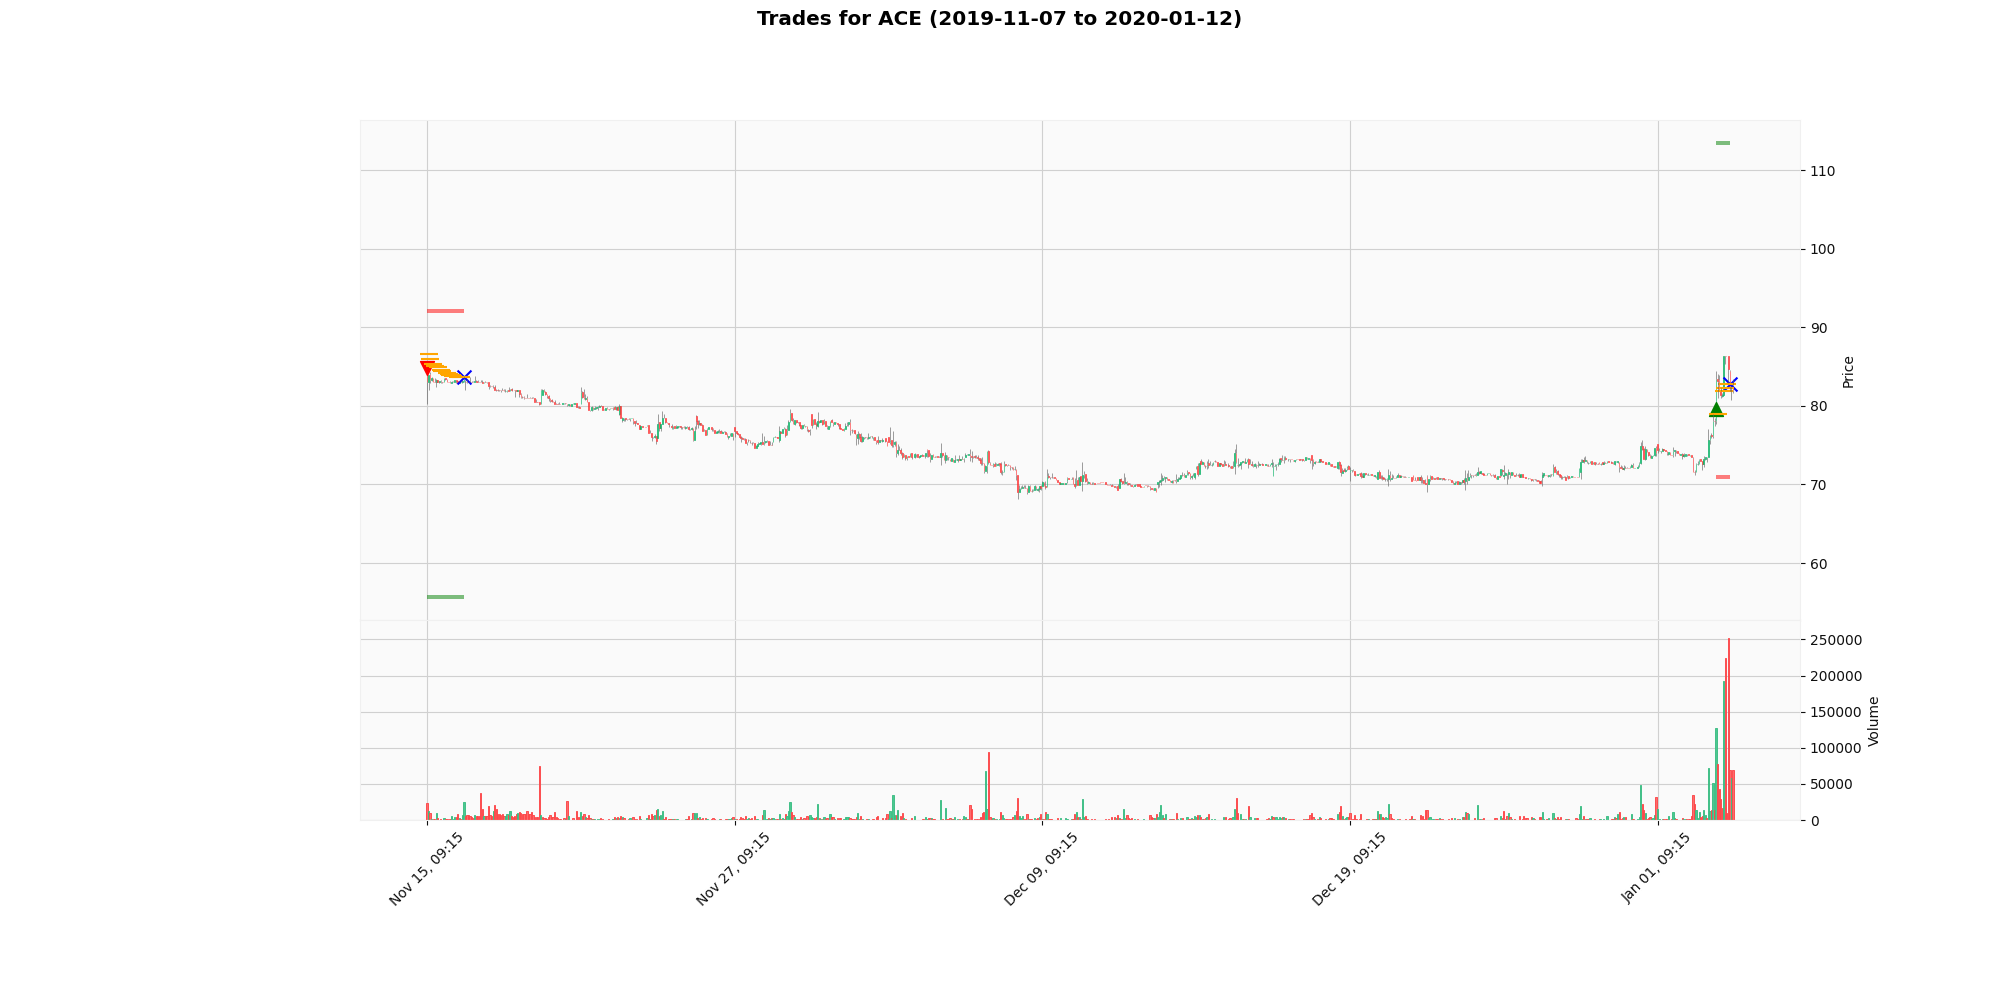 Trades for ACE (2019-11-07 to 2020-01-12)
110
100
90
80
70
60
Price
250000
200000
150000
100000
50000
0
Volume
Nov 15, 09:15
Nov 27, 09:15
Dec 09, 09:15
Dec 19, 09:15
Jan 01, 09:15